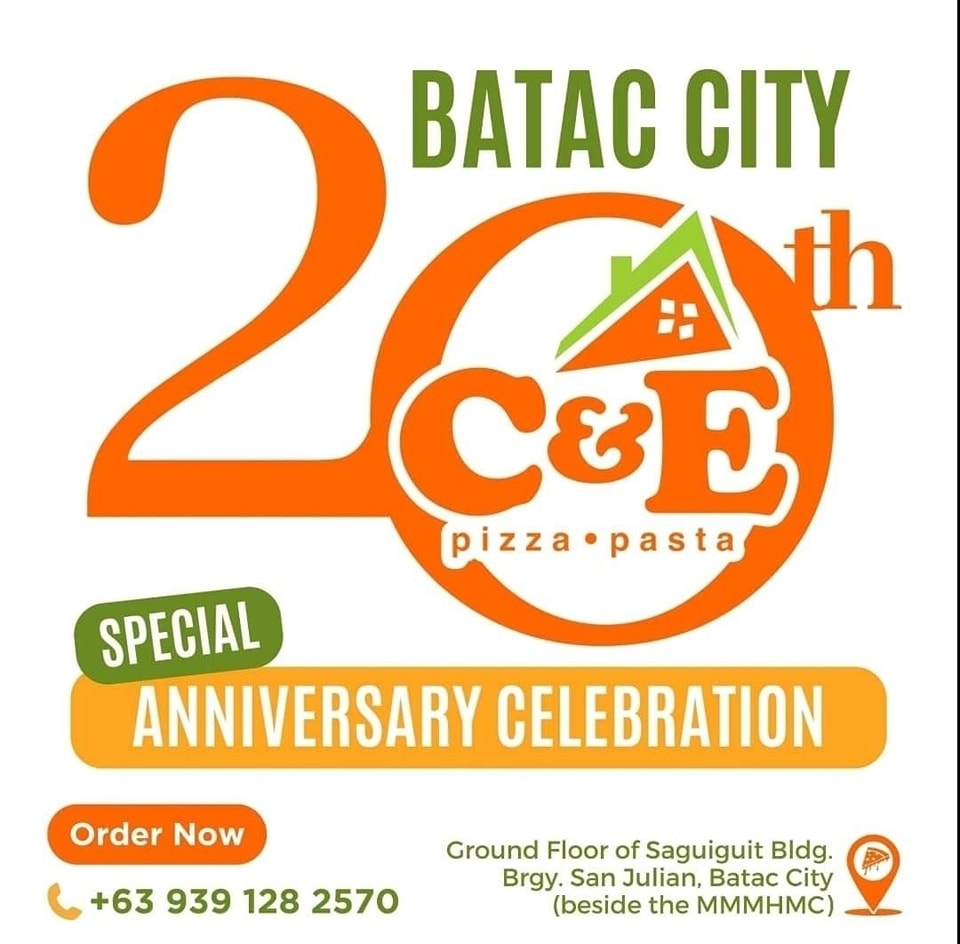 BATAC CITY
20th
C&E
pizza • pasta
SPECIAL
ANNIVERSARY CELEBRATION
Order Now
+63 939 128 2570
Ground Floor of Saguiguit Bldg.
Brgy. San Julian, Batac City
(beside the MMMHMC)